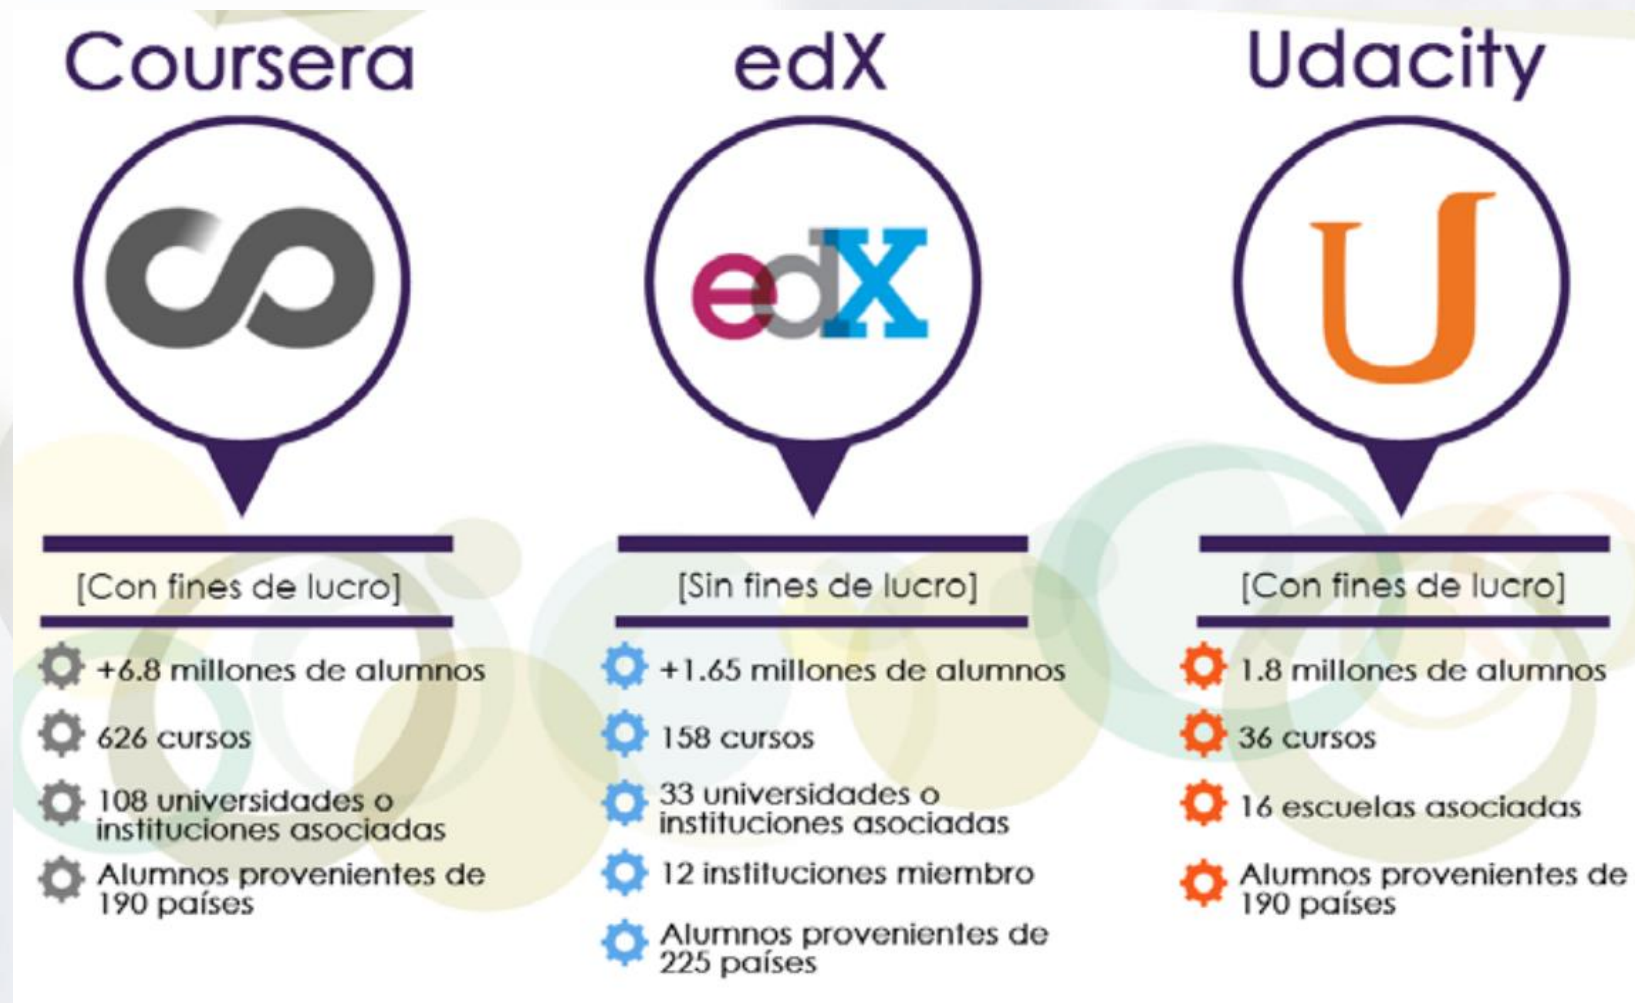 Coursera
[Con fines de lucro]
+6.8 millones de alumnos
626 cursos
108 universidades o
instituciones asociadas
Alumnos provenientes de
190 países
edX
edX
[Sin fines de lucro]
+1.65 millones de alumnos
158 cursos
33 universidades o
instituciones asociadas
12 instituciones miembro
Alumnos provenientes de
225 países
Udacity
U
[Con fines de lucro]
1.8 millones de alumnos
36 cursos
16 escuelas asociadas
Alumnos provenientes de
190 países